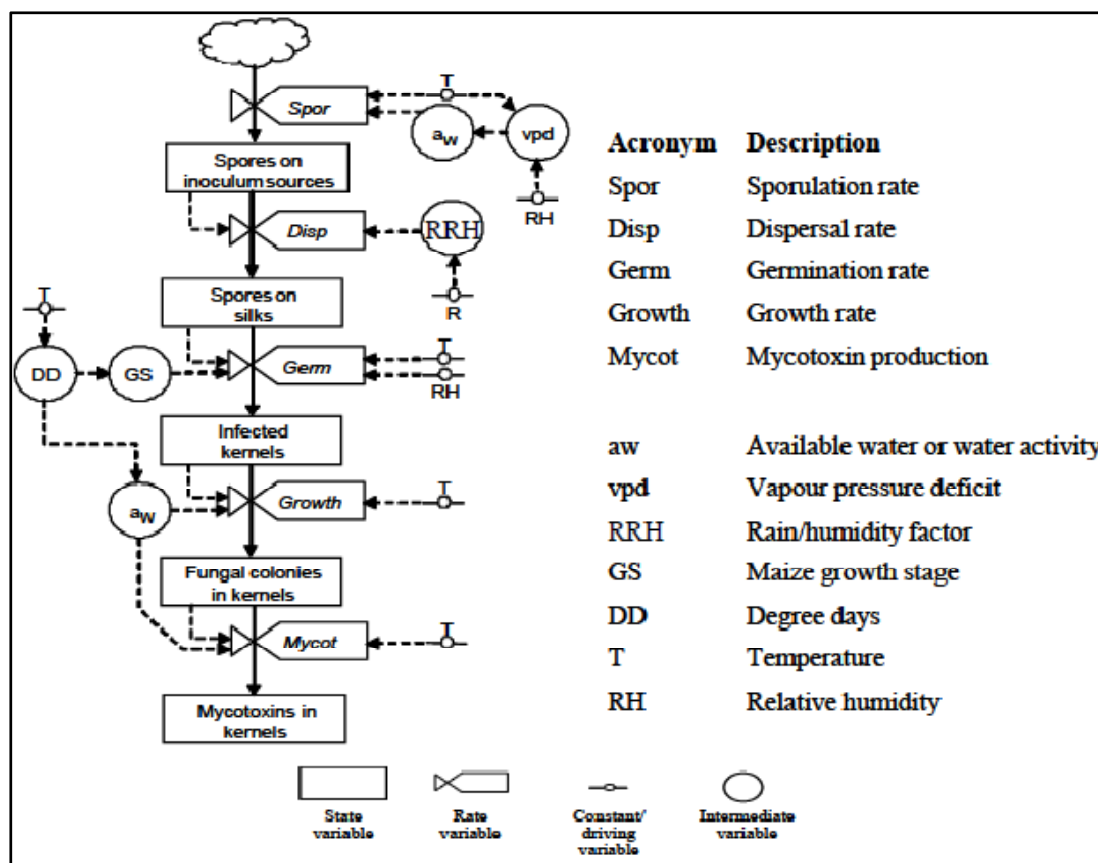 T
Spor
aw
vpd
Spores on
inoculum sources
RH
Disp
RRH
Spores on
silks
IR
T
T
DD
GS
Germ
RH
Infected
kernels
aw
Growth
T
Fungal colonies
in kernels
Mycot
T
Mycotoxins in
kernels
Acronym Description
Spor Sporulation rate
Disp Dispersal rate
Germ Germination rate
Growth Growth rate
Mycot Mycotoxin production
aw Available water or water activity
vpd Vapour pressure deficit
RRH Rain/humidity factor
GS Maize growth stage
DD Degree days
T Temperature
RH Relative humidity
State
variable
Rate
variable
Constant/
driving
variable
Intermediate
variable